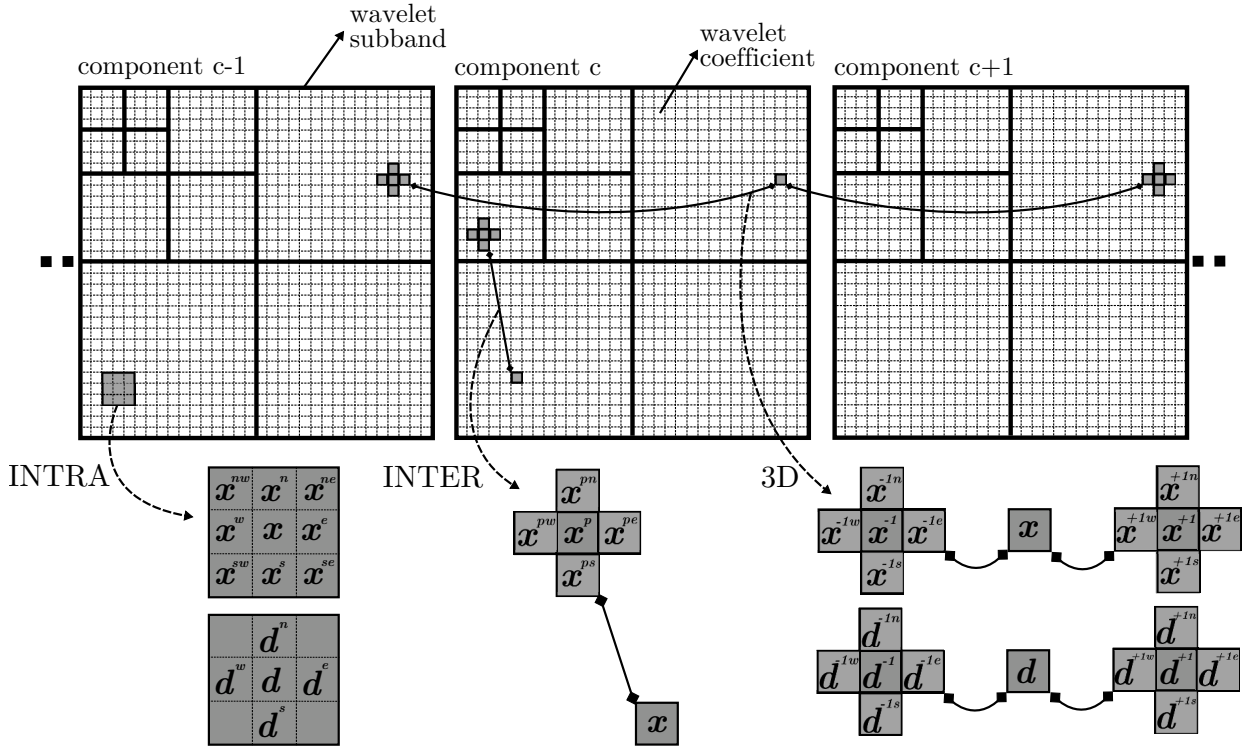 wavelet
subband
wavelet
coefficient
component c-1
component c
component c+1
INTRA
x^nw x^n x^ne
x^w x x^e
x^sw x^s x^se
d^n
d^w d d^e
d^s
INTER
x^pn
x^pw x^p x^pe
x^ps
x
3D
x^-1n
x^-1w x^-1 x^-1e
x^-1s
x
x^+1n
x^+1w x^+1 x^+1e
x^+1s
d^-1n
d^-1w d^-1 d^-1e
d^-1s
d
d^+1n
d^+1w d^+1 d^+1e
d^+1s